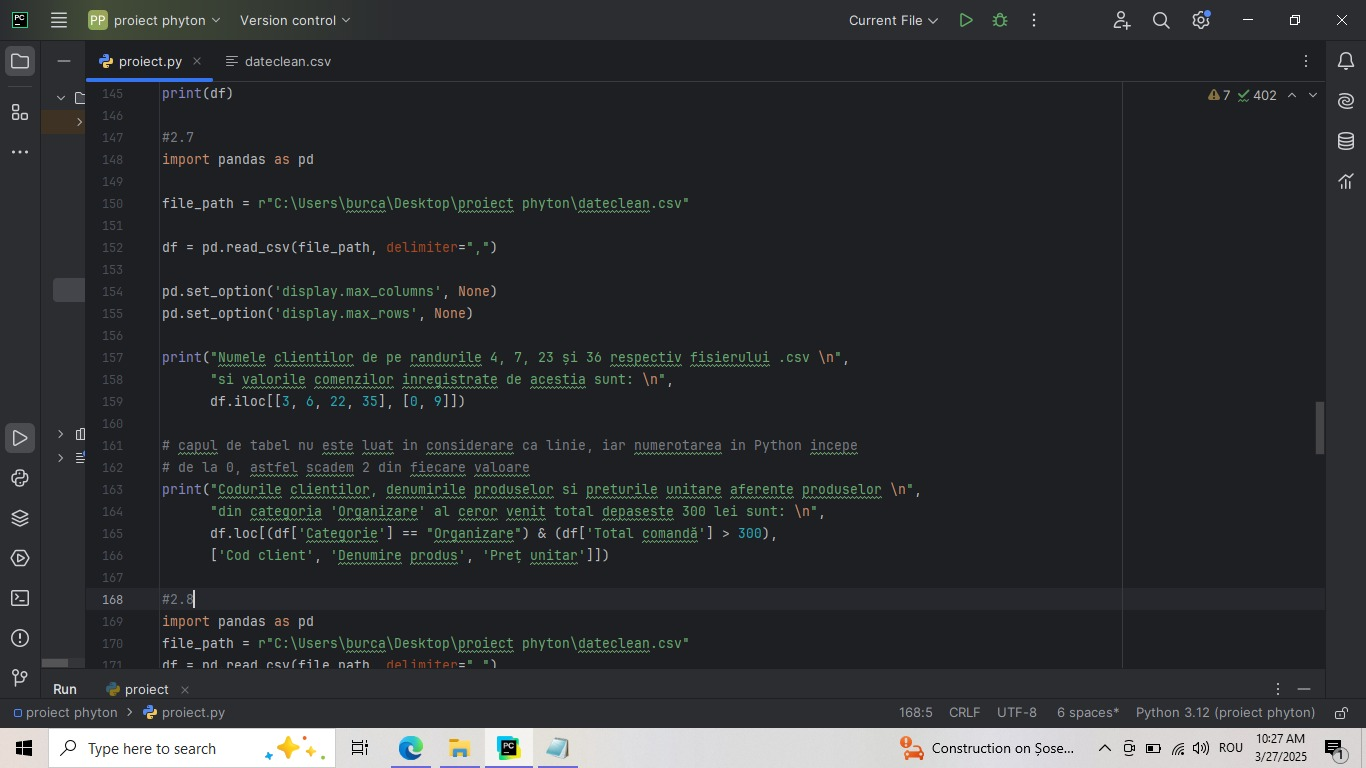 PC
PP proiect phyton
Version control
Current File
proiect.py
dateclean.csv
7 402
145 print(df)
146
147 #2.7
148 import pandas as pd
149
150 file_path = r"C:\Users\burca\Desktop\proiect phyton\dateclean.csv"
151
152 df = pd.read_csv(file_path, delimiter=",")
153
154 pd.set_option('display.max_columns', None)
155 pd.set_option('display.max_rows', None)
156
157 print("Numele clientilor de pe randurile 4, 7, 23 și 36 respectiv fisierului .csv \n",
158 "si valorile comenzilor inregistrate de acestia sunt: \n",
159 df.iloc[[3, 6, 22, 35], [0, 9]])
160
161 # capul de tabel nu este luat in considerare ca linie, iar numerotarea in Python incepe
162 # de la 0, astfel scadem 2 din fiecare valoare
163 print("Codurile clientilor, denumirile produselor si preturile unitare aferente produselor \n",
164 "din categoria 'Organizare' al ceror venit total depaseste 300 lei sunt: \n",
165 df.loc[(df['Categorie'] == "Organizare") & (df['Total comandă'] > 300),
166 ['Cod client', 'Denumire produs', 'Preț unitar']])
167
168 #2.8
169 import pandas as pd
170 file_path = r"C:\Users\burca\Desktop\proiect phyton\dateclean.csv"
171 df = pd.read_csv(file_path, delimiter=",")
Run
proiect
proiect phyton > proiect.py
168:5 CRLF UTF-8 6 spaces* Python 3.12 (proiect phyton)
Type here to search
PC
Construction on Șose...
ROU
10:27 AM
3/27/2025
1